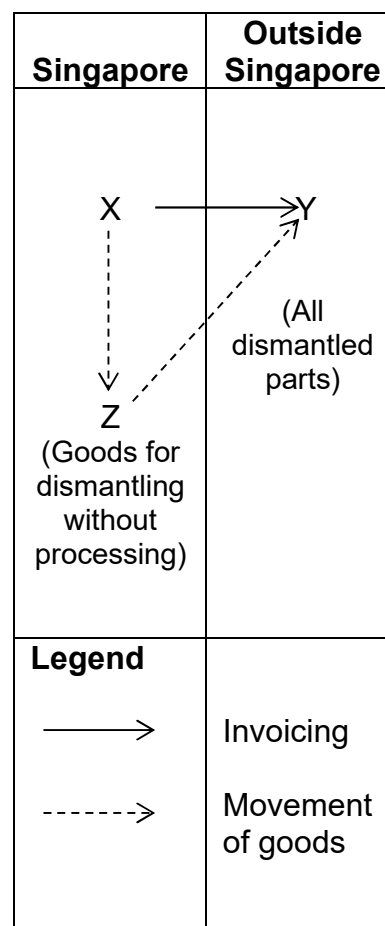 Singapore
Outside
Singapore
X
Y
(All
dismantled
parts)
Z
(Goods for
dismantling
without
processing)
Legend
Invoicing
Movement
of goods